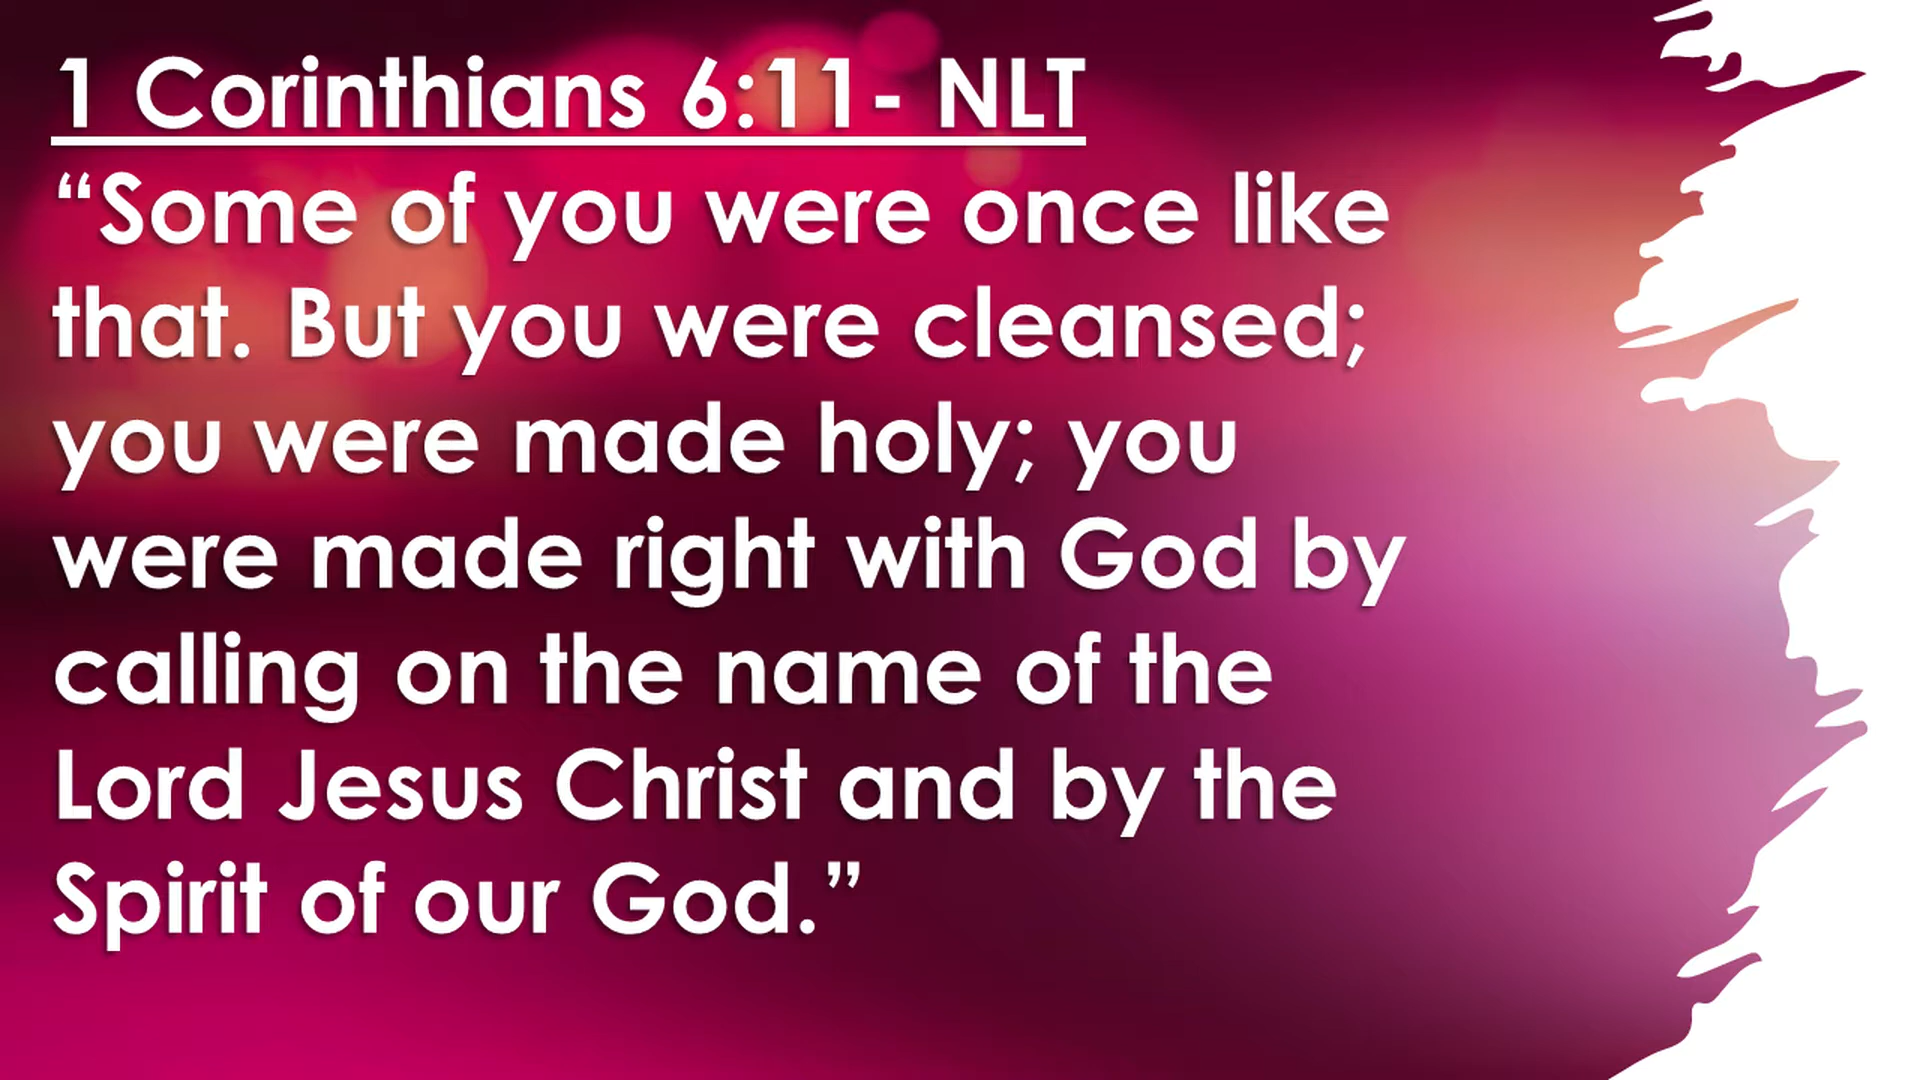 1 Corinthians 6:11- NLT
“Some of you were once like
that. But you were cleansed;
you were made holy; you
were made right with God by
calling on the name of the
Lord Jesus Christ and by the
Spirit of our God.”